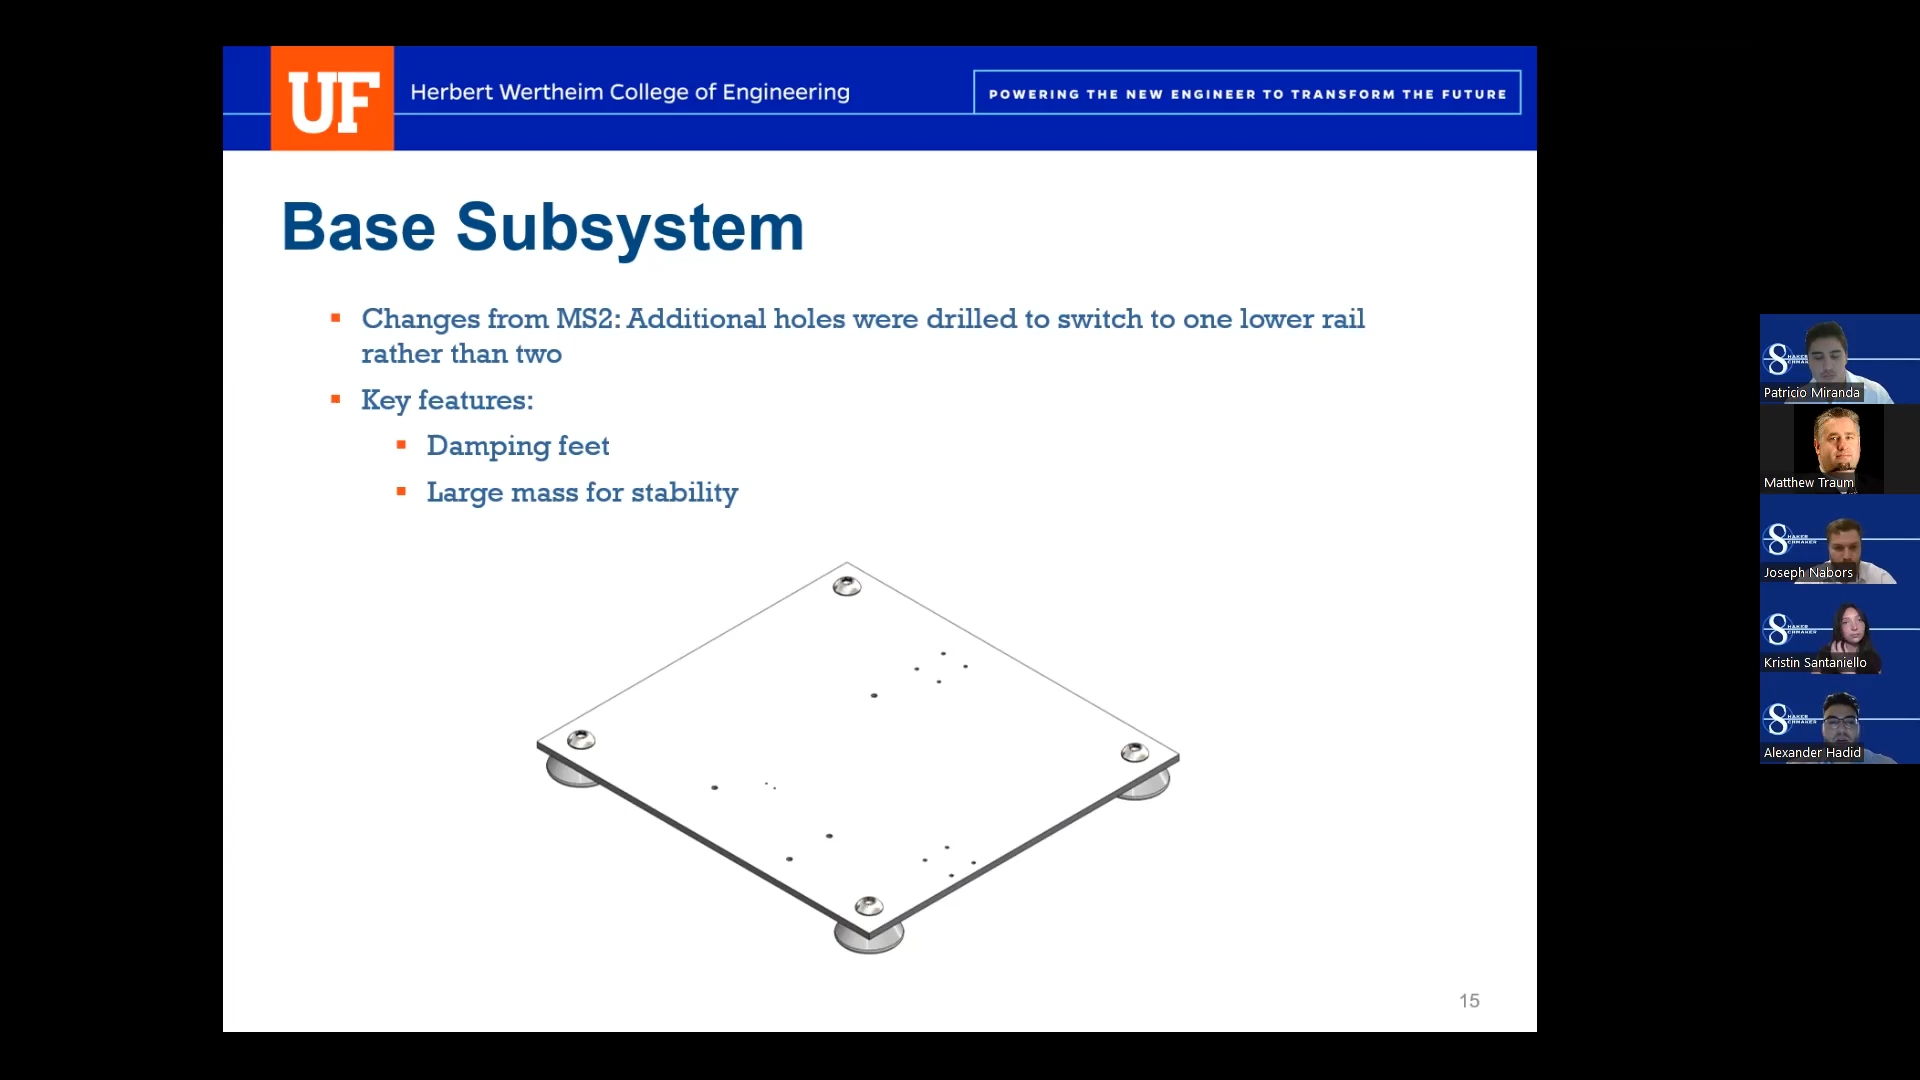 UF
Herbert Wertheim College of Engineering
POWERING THE NEW ENGINEER TO TRANSFORM THE FUTURE
Base Subsystem
Changes from MS2: Additional holes were drilled to switch to one lower rail
rather than two
Key features:
Damping feet
Large mass for stability
15
Patricio Miranda
Matthew Traum
Joseph Nabors
Kristin Santaniello
Alexander Hadid